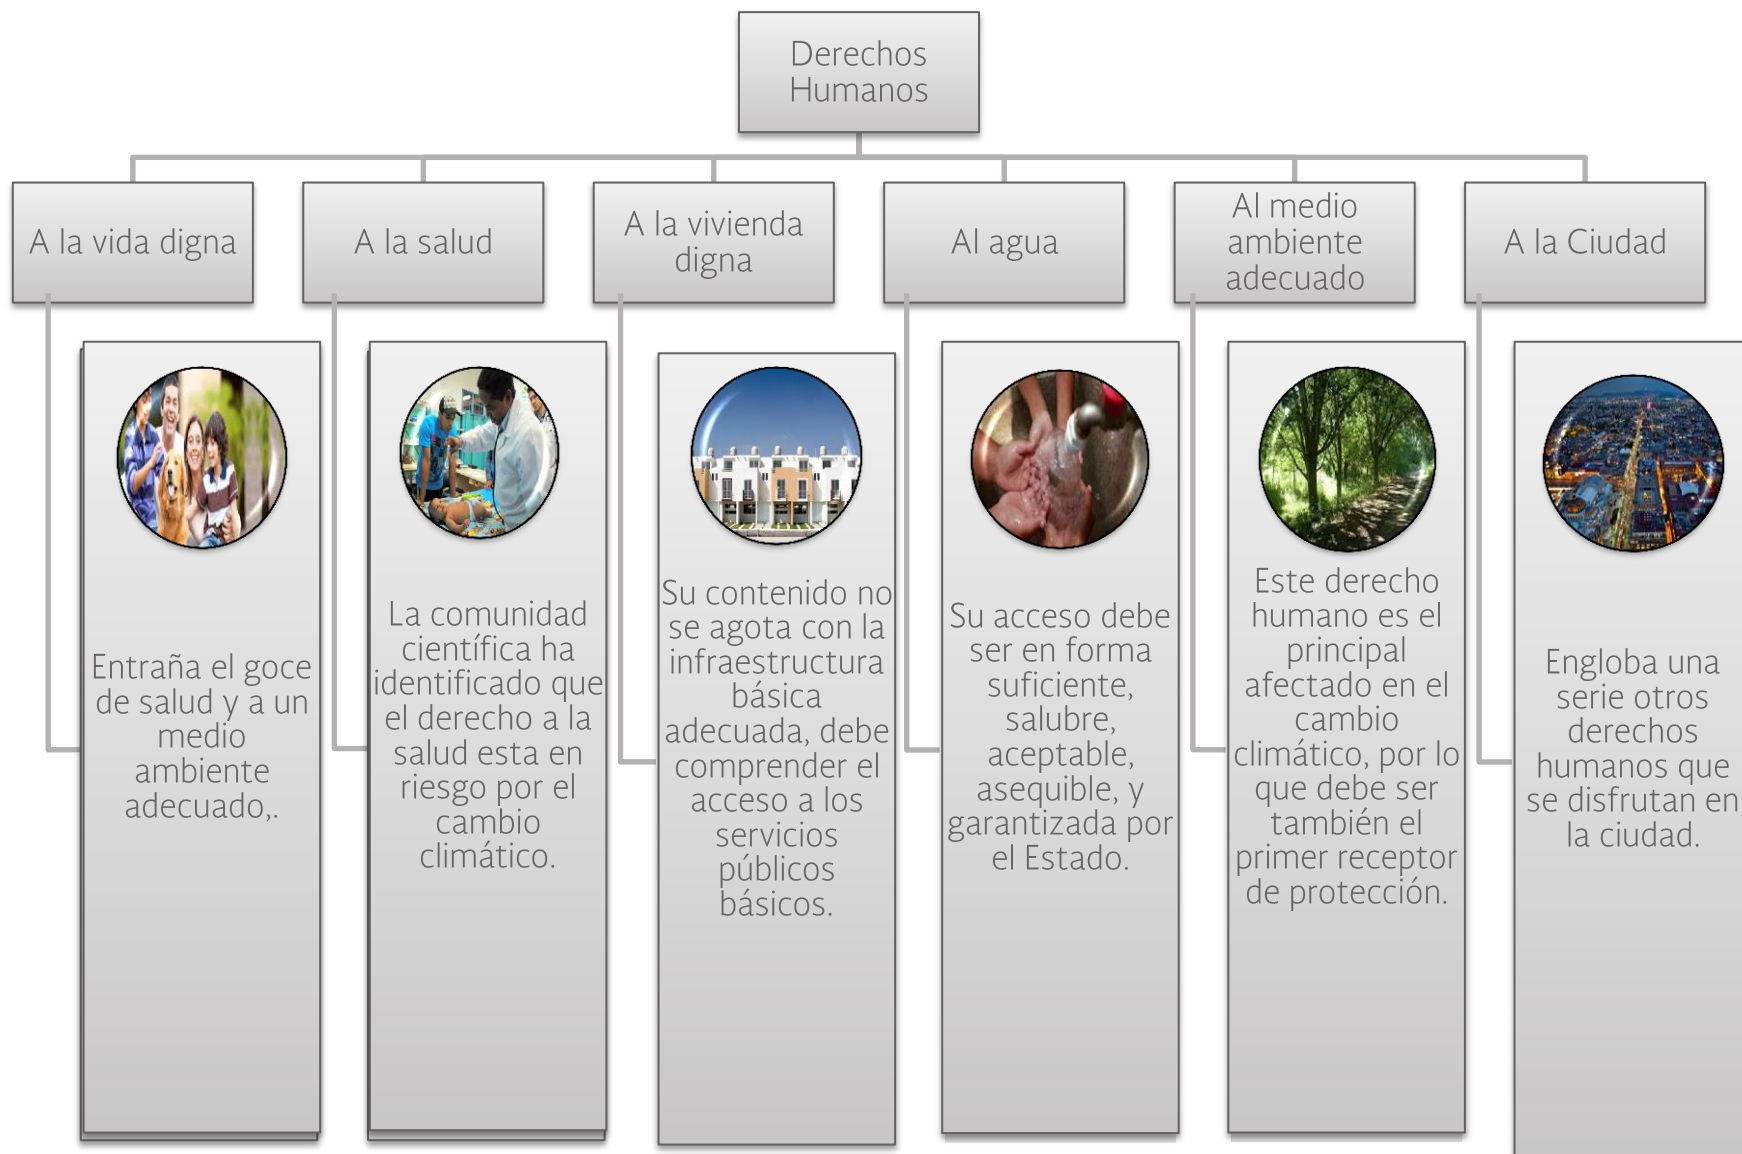 Derechos
Humanos
A la vida digna
A la salud
A la vivienda
digna
Al agua
Al medio
ambiente
adecuado
A la Ciudad
Entraña el goce
de salud y a un
medio
ambiente
adecuado,.
La comunidad
científica ha
identificado que
el derecho a la
salud esta en
riesgo por el
cambio
climático.
Su contenido no
se agota con la
infraestructura
básica
adecuada, debe
comprender el
acceso a los
servicios
públicos
básicos.
Su acceso debe
ser en forma
suficiente,
salubre,
aceptable,
asequible, y
garantizada por
el Estado.
Este derecho
humano es el
principal
afectado en el
cambio
climático, por lo
que debe ser
también el
primer receptor
de protección.
Engloba una
serie otros
derechos
humanos que
se disfrutan en
la ciudad.